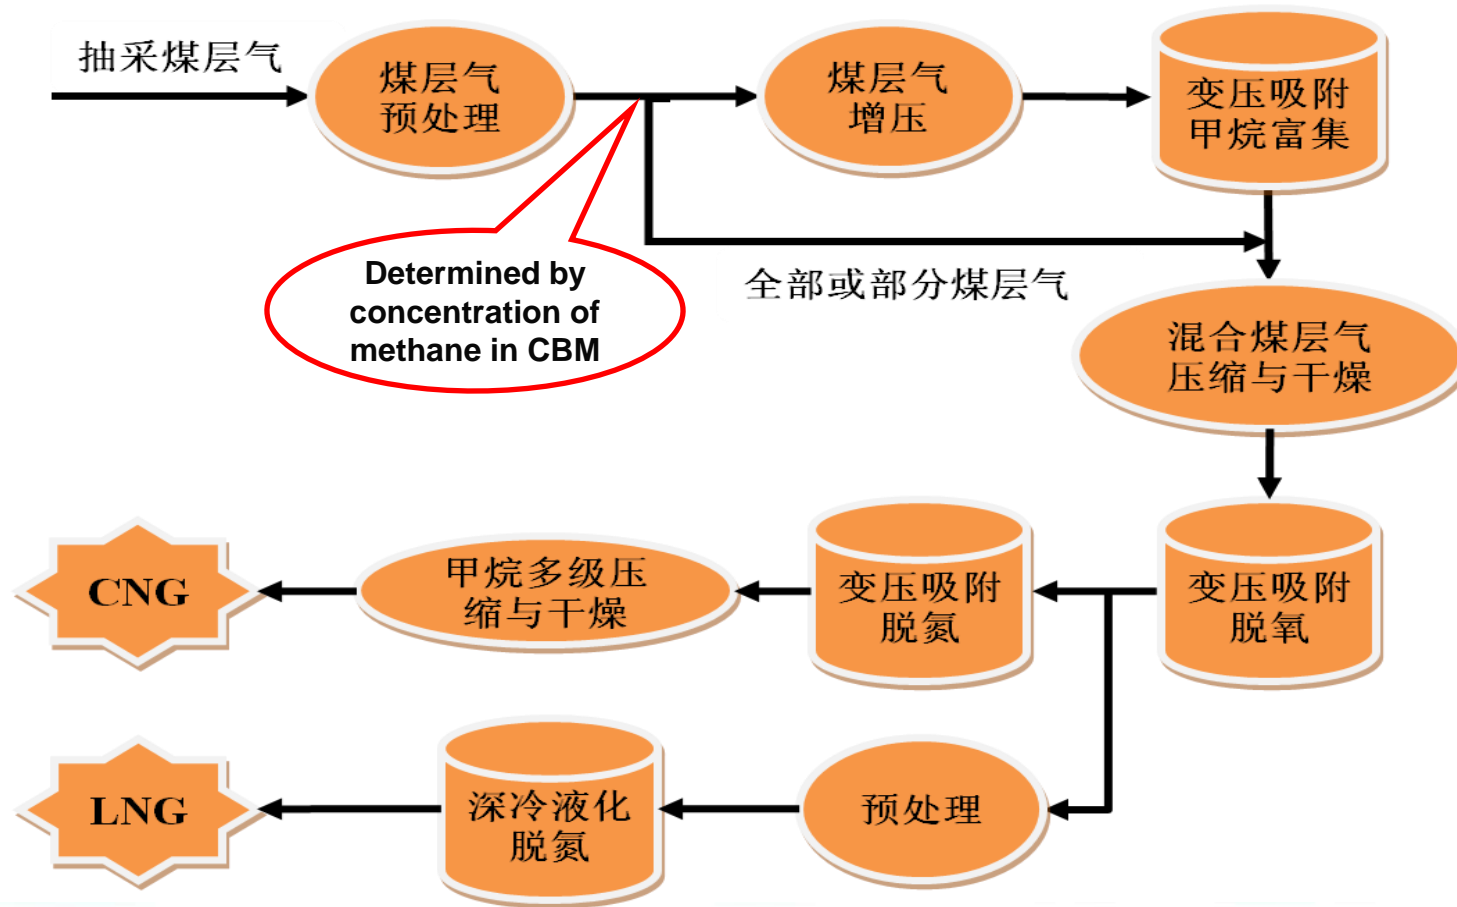 抽采煤层气
煤层气
预处理
煤层气
增压
变压吸附
甲烷富集
Determined by
concentration of
methane in CBM
全部或部分煤层气
混合煤层气
压缩与干燥
CNG
甲烷多级压
缩与干燥
变压吸附
脱氮
变压吸附
脱氧
LNG
深冷液化
脱氮
预处理